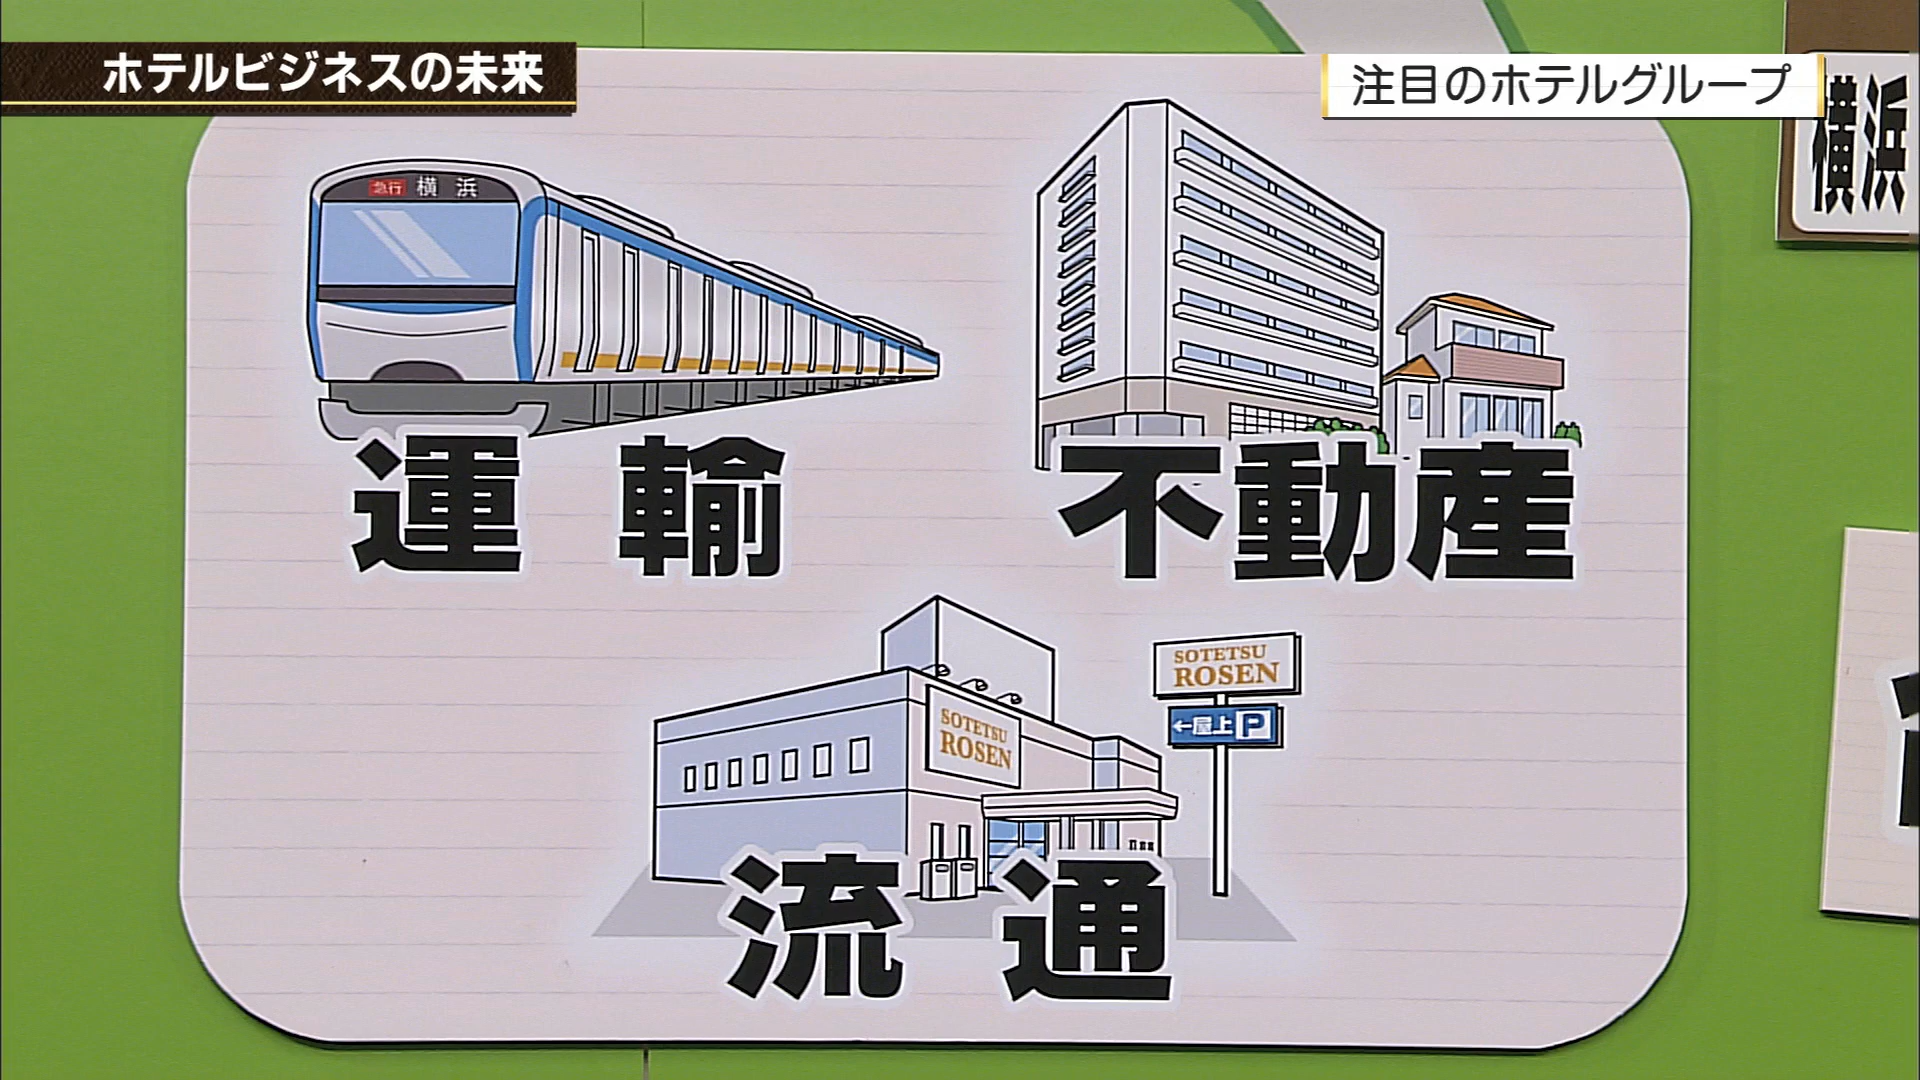 ホテルビジネスの未来
注目のホテルグループ
横浜
急行 横浜
運輸
不動産
SOTETSU
ROSEN
←屋上 P
SOTETSU
ROSEN
流通